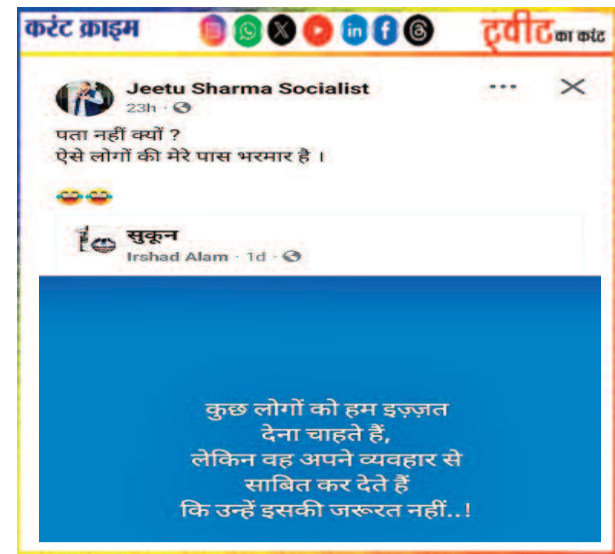 करंट क्राइम
ट्वीट का करंट
Jeetu Sharma Socialist
23h ·
पता नहीं क्यों ?
ऐसे लोगों की मेरे पास भरमार है ।
😂😂
सुकून
Irshad Alam · 1d ·
कुछ लोगों को हम इज़्ज़त
देना चाहते हैं,
लेकिन वह अपने व्यवहार से
साबित कर देते हैं
कि उन्हें इसकी जरूरत नहीं..!